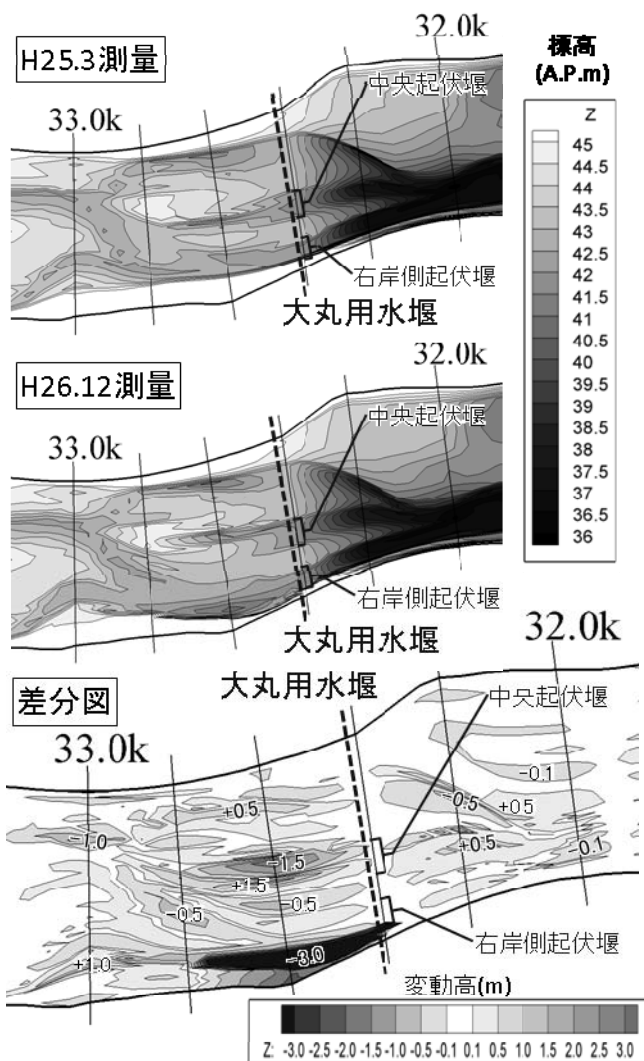 H25.3測量
32.0k
中央起伏堰
33.0k
右岸側起伏堰
大丸用水堰
標高
(A.P.m)
Z
45
44.5
44
43.5
43
42.5
42
41.5
41
40.5
40
39.5
39
38.5
38
37.5
37
36.5
36
H26.12測量
32.0k
中央起伏堰
33.0k
右岸側起伏堰
大丸用水堰
差分図
大丸用水堰
32.0k
中央起伏堰
33.0k
-0.1
+0.5
-0.5
+0.5
-1.0
+0.5
-0.1
-1.5
+1.5
-0.5
-0.5
右岸側起伏堰
+1.0
-3.0
変動高(m)
Z: -3.0 -2.5 -2.0 -1.5 -1.0 -0.5 -0.1 0.1 0.5 1.0 1.5 2.0 2.5 3.0